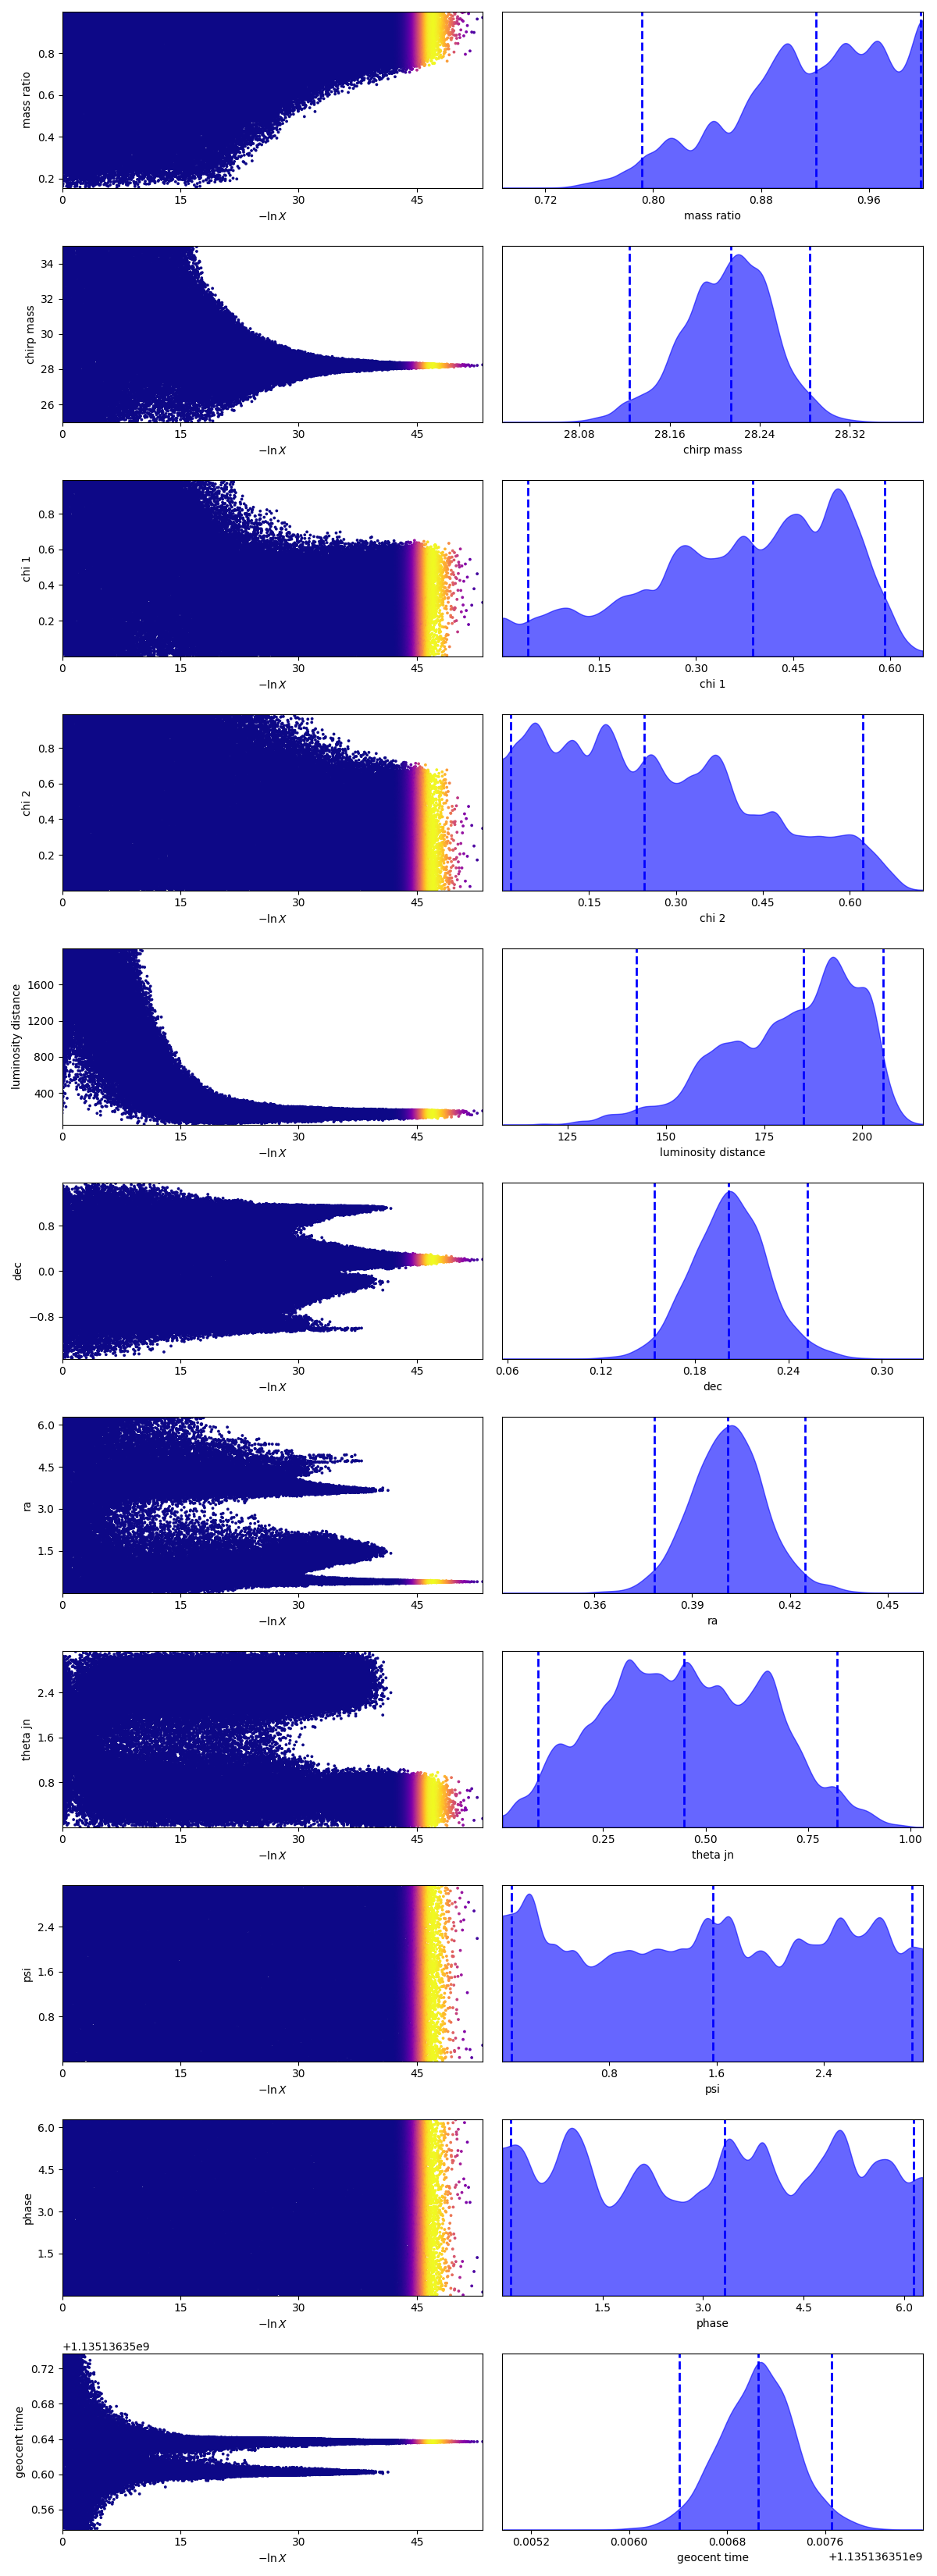 mass ratio
0.8
0.6
0.4
0.2
0 15 30 45
−ln X
0.72 0.80 0.88 0.96
mass ratio
chirp mass
34
32
30
28
26
0 15 30 45
−ln X
28.08 28.16 28.24 28.32
chirp mass
chi 1
0.8
0.6
0.4
0.2
0 15 30 45
−ln X
0.15 0.30 0.45 0.60
chi 1
chi 2
0.8
0.6
0.4
0.2
0 15 30 45
−ln X
0.15 0.30 0.45 0.60
chi 2
luminosity distance
1600
1200
800
400
0 15 30 45
−ln X
125 150 175 200
luminosity distance
dec
0.8
0.0
−0.8
0 15 30 45
−ln X
0.06 0.12 0.18 0.24 0.30
dec
ra
6.0
4.5
3.0
1.5
0 15 30 45
−ln X
0.36 0.39 0.42 0.45
ra
theta jn
2.4
1.6
0.8
0 15 30 45
−ln X
0.25 0.50 0.75 1.00
theta jn
psi
2.4
1.6
0.8
0 15 30 45
−ln X
0.8 1.6 2.4
psi
phase
6.0
4.5
3.0
1.5
0 15 30 45
−ln X
1.5 3.0 4.5 6.0
phase
+1.13513635e9
geocent time
0.72
0.68
0.64
0.60
0.56
0 15 30 45
−ln X
0.0052 0.0060 0.0068 0.0076
geocent time
+1.135136351e9